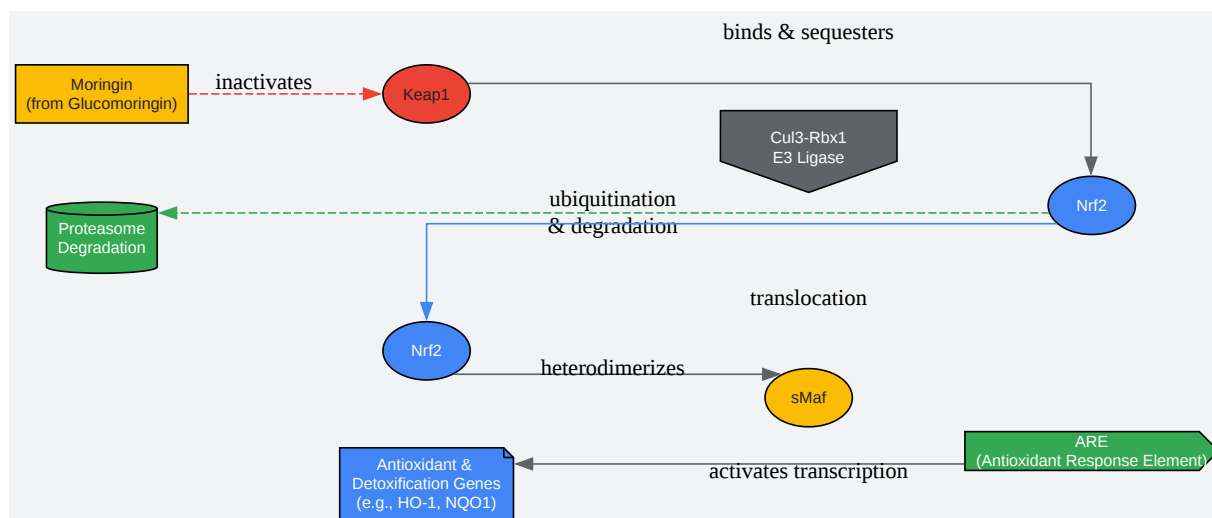 binds & sequesters
Moringin
(from Glucomoringin)
inactivates
Keap1
Cul3-Rbx1
E3 Ligase
Nrf2
ubiquitination
& degradation
Proteasome
Degradation
translocation
Nrf2
heterodimerizes
sMaf
ARE
(Antioxidant Response Element)
activates transcription
Antioxidant &
Detoxification Genes
(e.g., HO-1, NQO1)